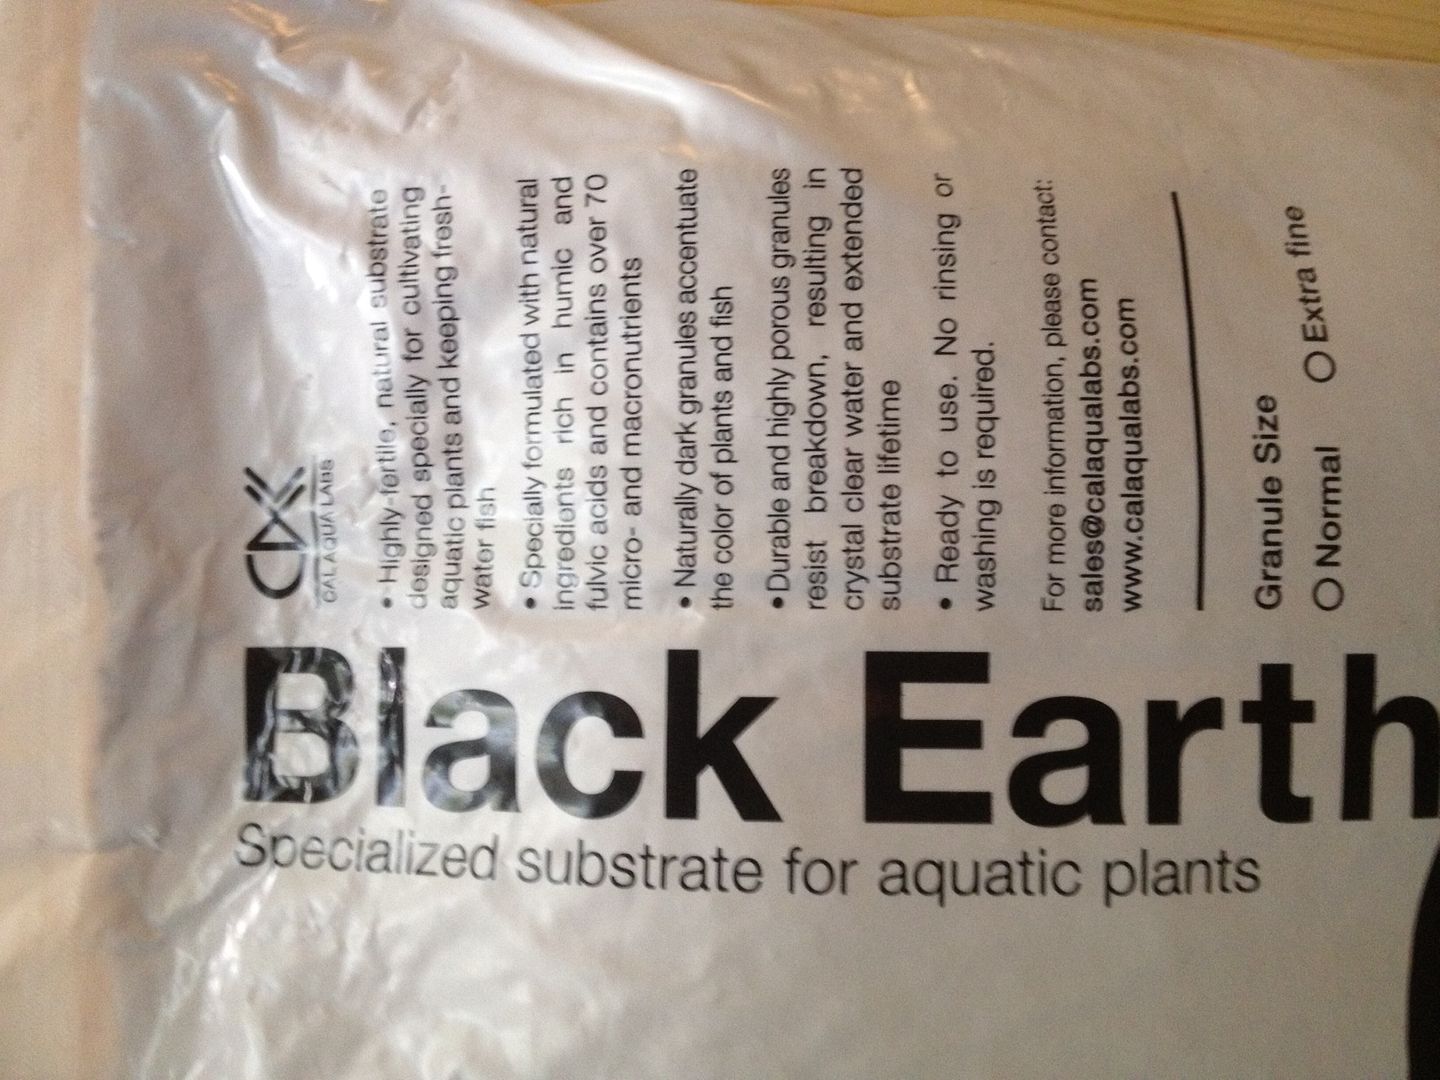 CALAQUA LABS
• Highly-fertile, natural substrate
designed specially for cultivating
aquatic plants and keeping fresh-
water fish
• Specially formulated with natural
ingredients rich in humic and
fulvic acids and contains over 70
micro- and macronutrients
• Naturally dark granules accentuate
the color of plants and fish
• Durable and highly porous granules
resist breakdown, resulting in
crystal clear water and extended
substrate lifetime
• Ready to use. No rinsing or
washing is required.
For more information, please contact:
sales@calaqualabs.com
www.calaqualabs.com
Granule Size
Normal Extra fine
Black Earth
Specialized substrate for aquatic plants